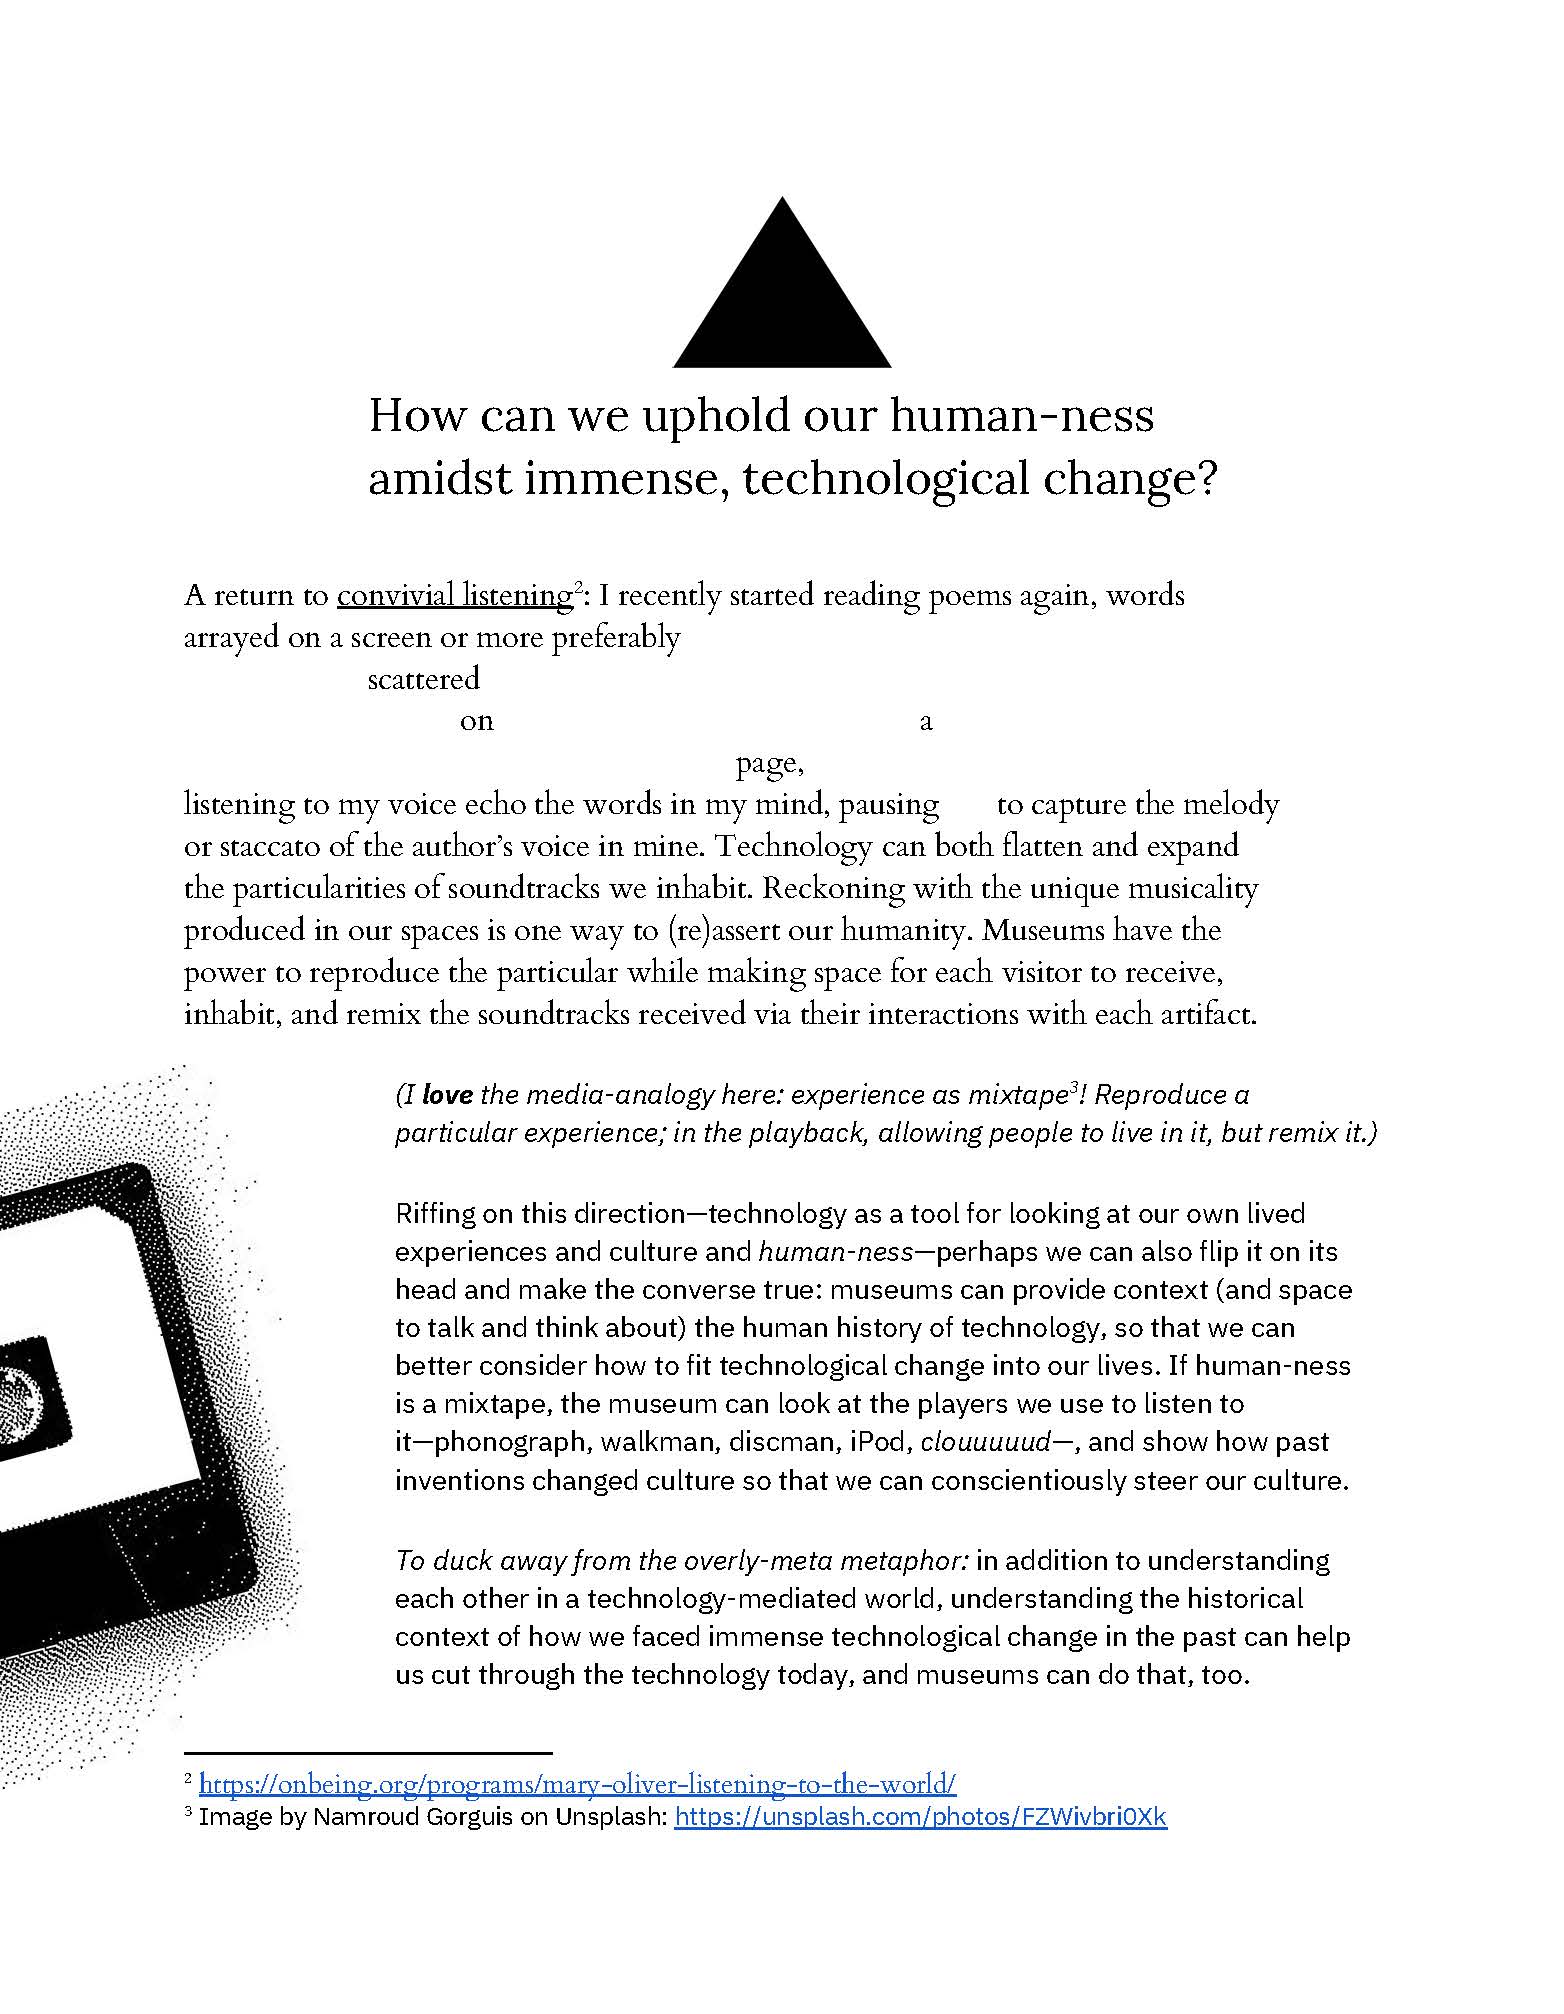 How can we uphold our human-ness
amidst immense, technological change?
A return to convivial listening²: I recently started reading poems again, words
arrayed on a screen or more preferably
scattered
on a
page,
listening to my voice echo the words in my mind, pausing to capture the melody
or staccato of the author’s voice in mine. Technology can both flatten and expand
the particularities of soundtracks we inhabit. Reckoning with the unique musicality
produced in our spaces is one way to (re)assert our humanity. Museums have the
power to reproduce the particular while making space for each visitor to receive,
inhabit, and remix the soundtracks received via their interactions with each artifact.
(I love the media-analogy here: experience as mixtape³! Reproduce a
particular experience; in the playback, allowing people to live in it, but remix it.)
Riffing on this direction—technology as a tool for looking at our own lived
experiences and culture and human-ness—perhaps we can also flip it on its
head and make the converse true: museums can provide context (and space
to talk and think about) the human history of technology, so that we can
better consider how to fit technological change into our lives. If human-ness
is a mixtape, the museum can look at the players we use to listen to
it—phonograph, walkman, discman, iPod, clouuuuud—, and show how past
inventions changed culture so that we can conscientiously steer our culture.
To duck away from the overly-meta metaphor: in addition to understanding
each other in a technology-mediated world, understanding the historical
context of how we faced immense technological change in the past can help
us cut through the technology today, and museums can do that, too.
² https://onbeing.org/programs/mary-oliver-listening-to-the-world/
³ Image by Namroud Gorguis on Unsplash: https://unsplash.com/photos/FZWivbri0Xk